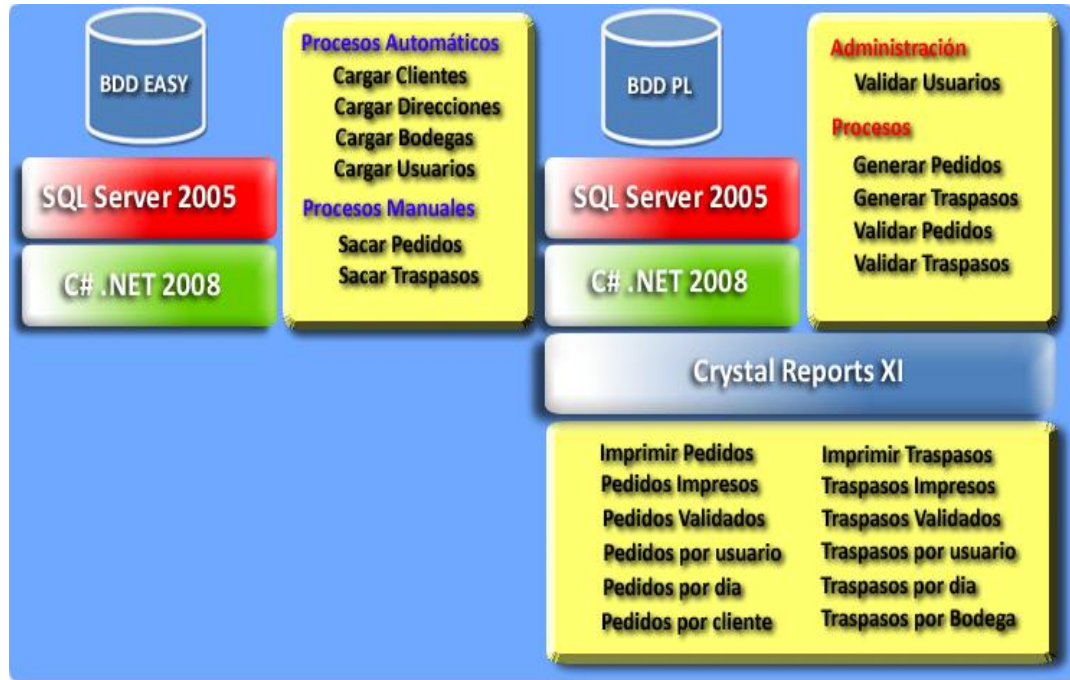 BDD EASY
SQL Server 2005
C# .NET 2008
Procesos Automáticos
Cargar Clientes
Cargar Direcciones
Cargar Bodegas
Cargar Usuarios
Procesos Manuales
Sacar Pedidos
Sacar Traspasos
BDD PL
SQL Server 2005
C# .NET 2008
Administración
Validar Usuarios
Procesos
Generar Pedidos
Generar Traspasos
Validar Pedidos
Validar Traspasos
Crystal Reports XI
Imprimir Pedidos
Pedidos Impresos
Pedidos Validados
Pedidos por usuario
Pedidos por dia
Pedidos por cliente
Imprimir Traspasos
Traspasos Impresos
Traspasos Validados
Traspasos por usuario
Traspasos por dia
Traspasos por Bodega